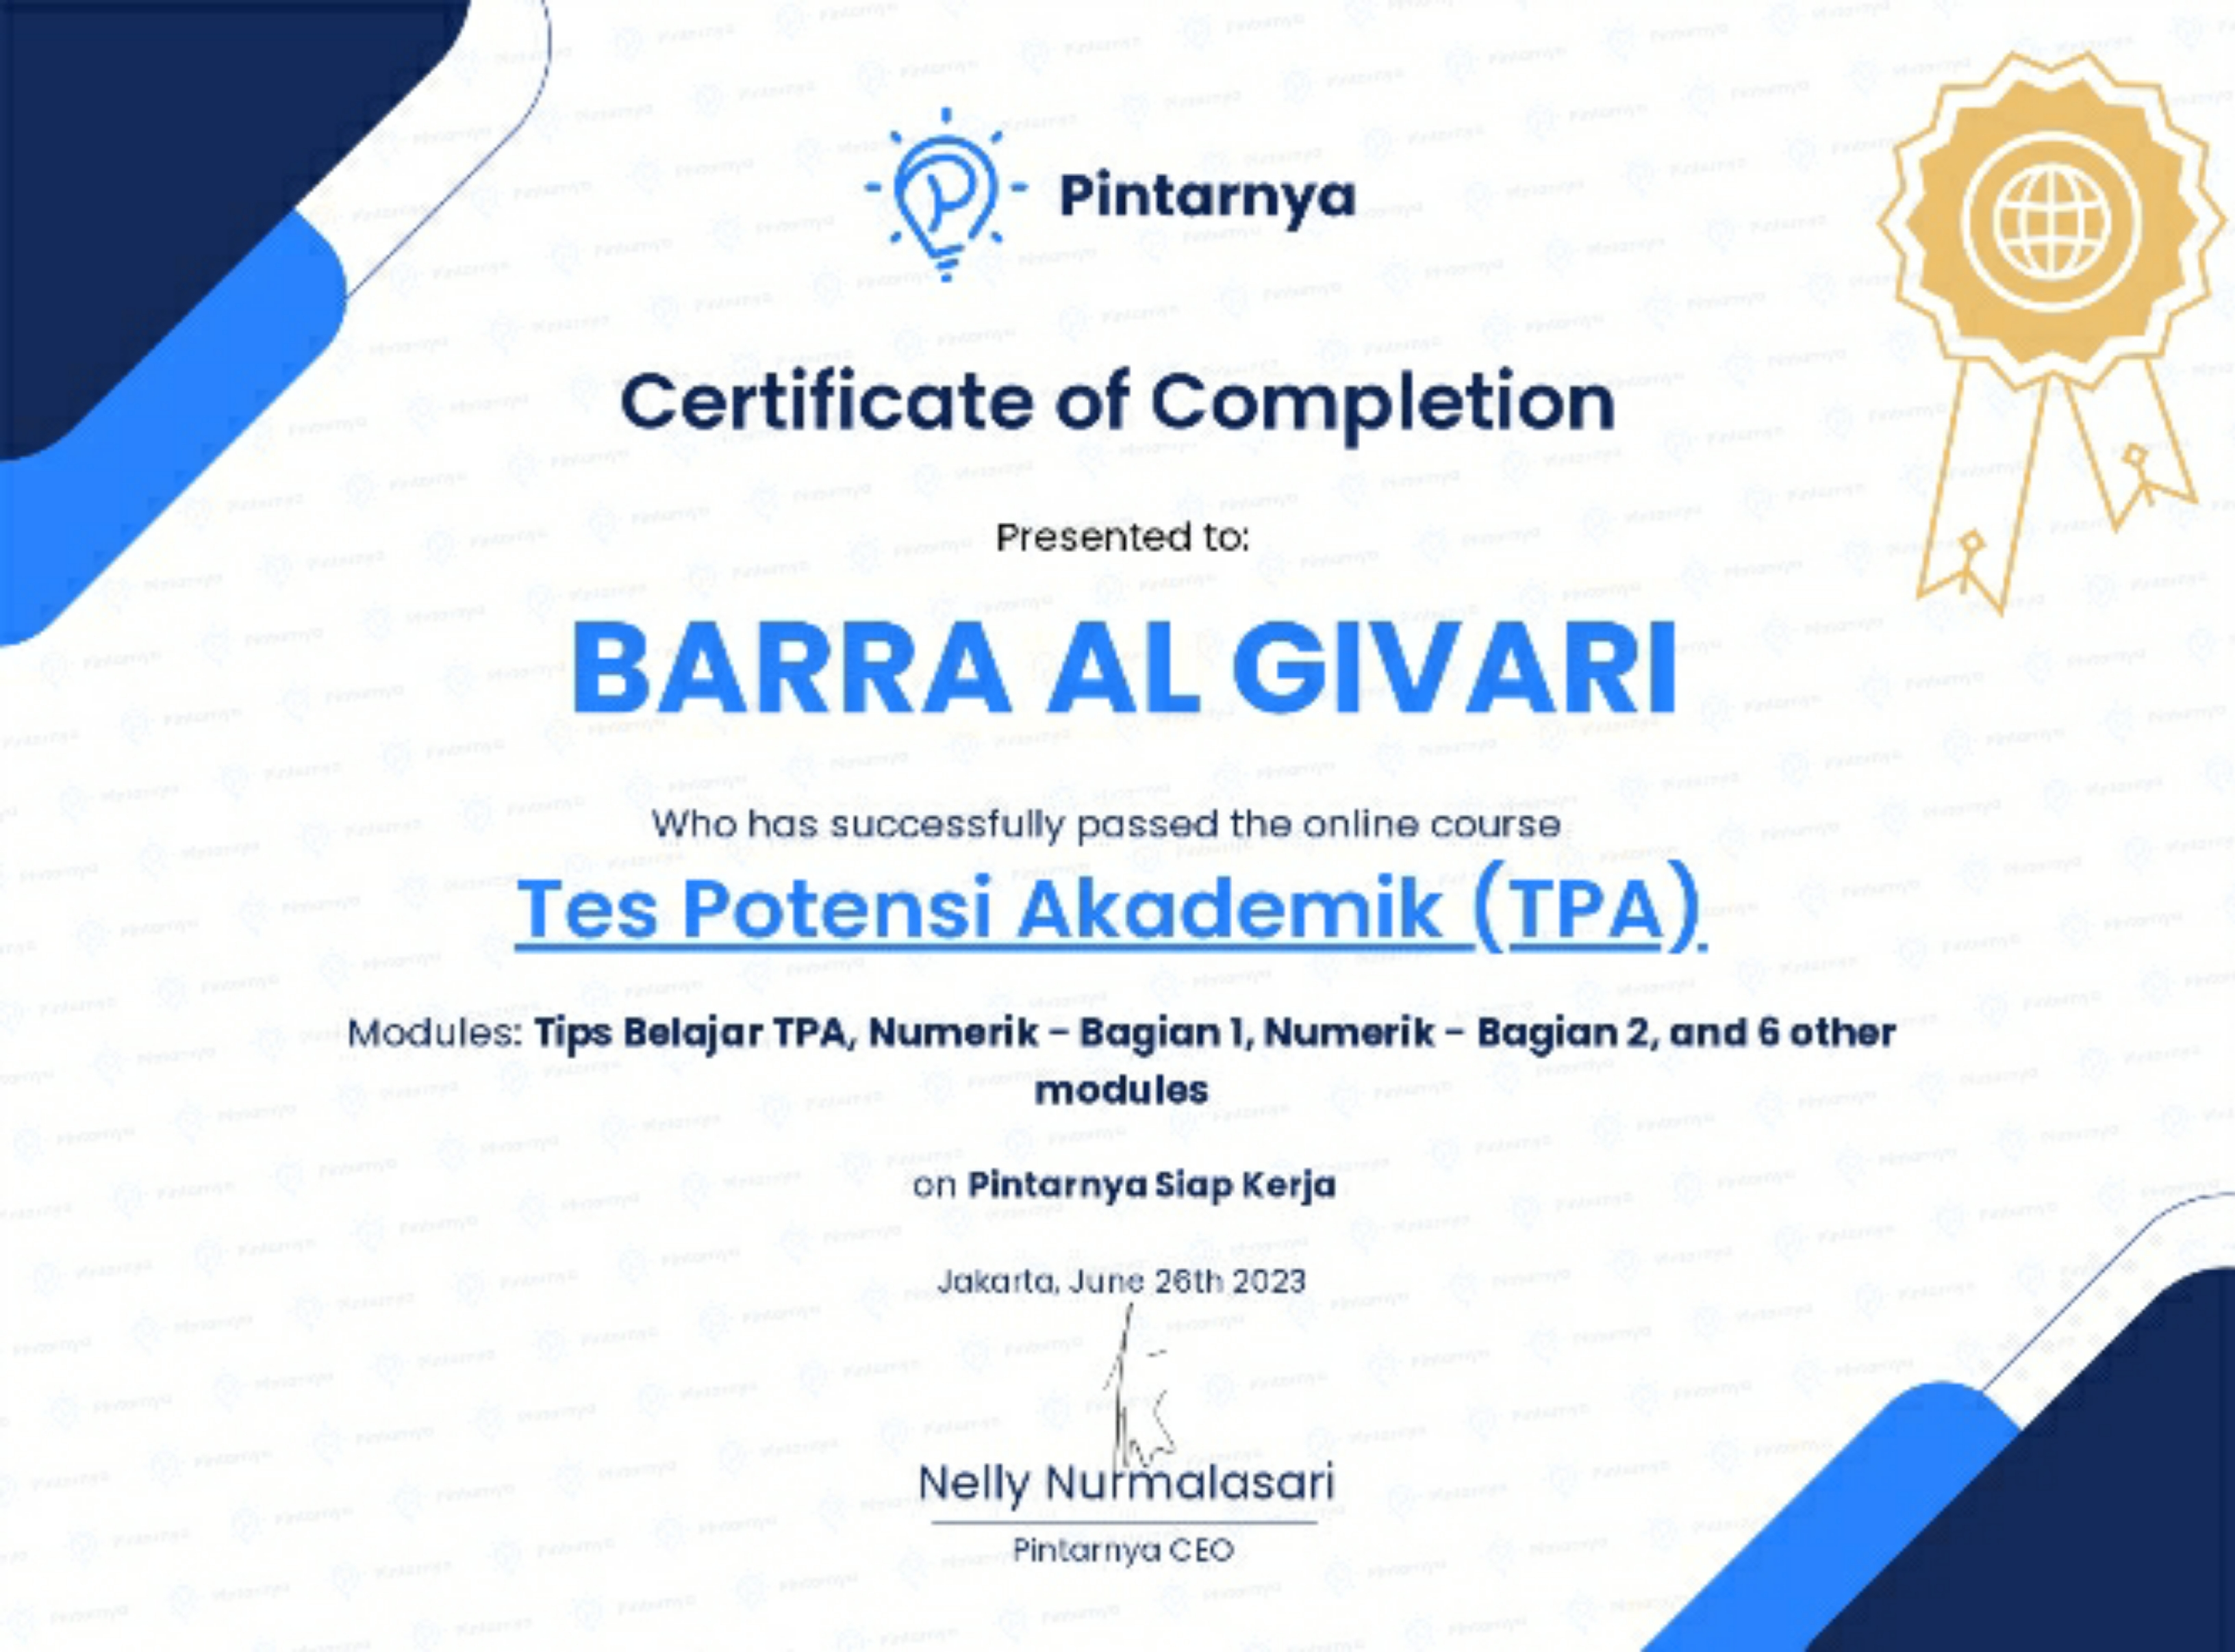 Pintarnya
Certificate of Completion
Presented to:
BARRA AL GIVARI
Who has successfully passed the online course
Tes Potensi Akademik (TPA).
Modules: Tips Belajar TPA, Numerik - Bagian 1, Numerik - Bagian 2, and 6 other
modules
on Pintarnya Siap Kerja
Jakarta, June 26th 2023
Nelly Nurmalasari
Pintarnya CEO